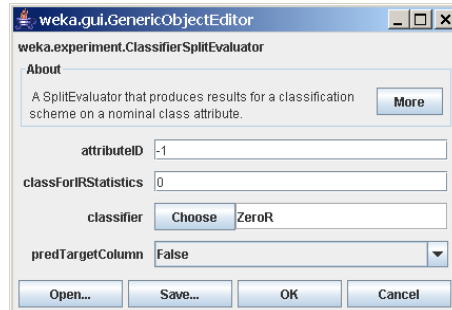 weka.gui.GenericObjectEditor
weka.experiment.ClassifierSplitEvaluator
About
A SplitEvaluator that produces results for a classification
scheme on a nominal class attribute.
More
attributeID -1
classForIRStatistics 0
classifier Choose ZeroR
predTargetColumn False
Open... Save... OK Cancel